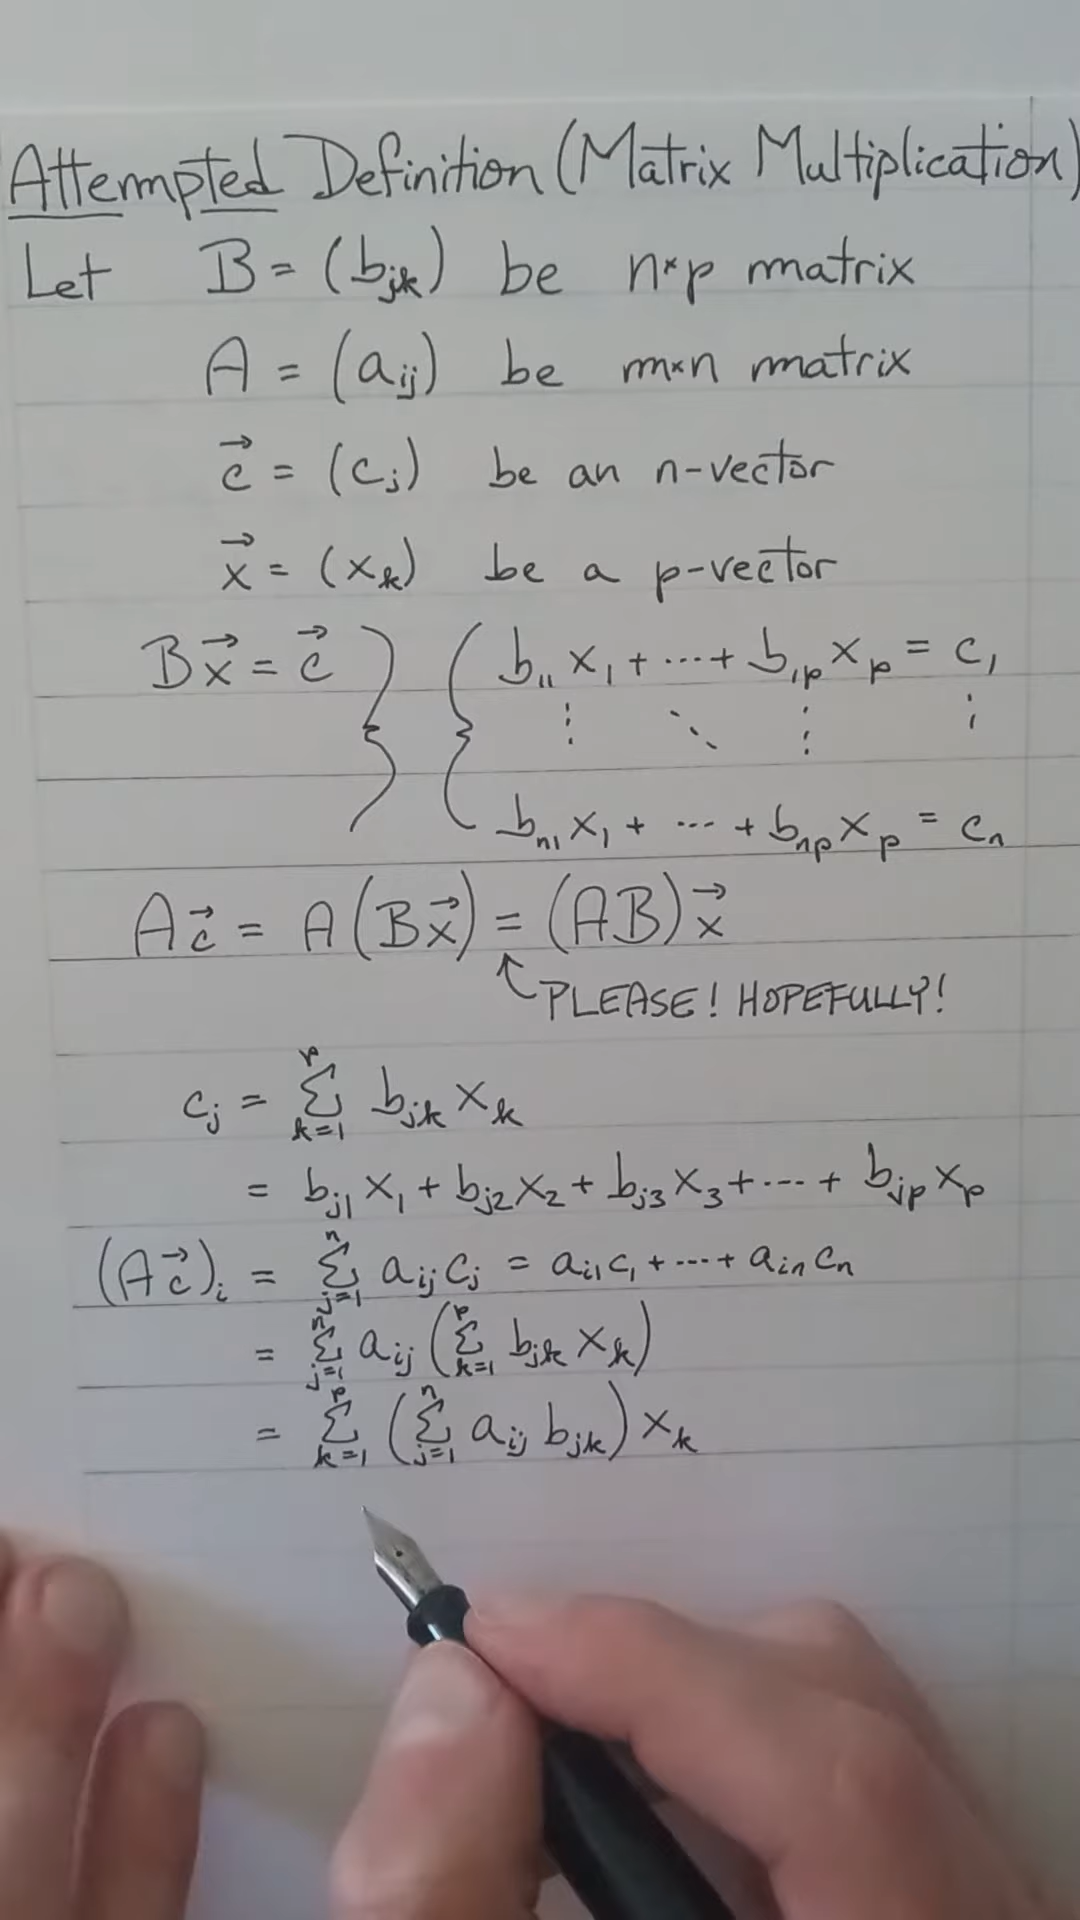 Attempted Definition (Matrix Multiplication)
Let B = (b_jk) be n×p matrix
A = (a_ij) be m×n matrix
c⃗ = (c_j) be an n-vector
x⃗ = (x_k) be a p-vector
Bx⃗ = c⃗ } { b_11 x_1 + ⋯ + b_1p x_p = c_1
⋮ ⋱ ⋮ ⋮
b_n1 x_1 + ⋯ + b_np x_p = c_n
Ac⃗ = A(Bx⃗) = (AB)x⃗
↑ PLEASE! HOPEFULLY!
c_j = Σ_{k=1}^{p} b_jk x_k
= b_j1 x_1 + b_j2 x_2 + b_j3 x_3 + ⋯ + b_jp x_p
(Ac⃗)_i = Σ_{j=1}^{n} a_ij c_j = a_i1 c_1 + ⋯ + a_in c_n
= Σ_{j=1}^{n} a_ij (Σ_{k=1}^{p} b_jk x_k)
= Σ_{k=1}^{p} (Σ_{j=1}^{n} a_ij b_jk) x_k